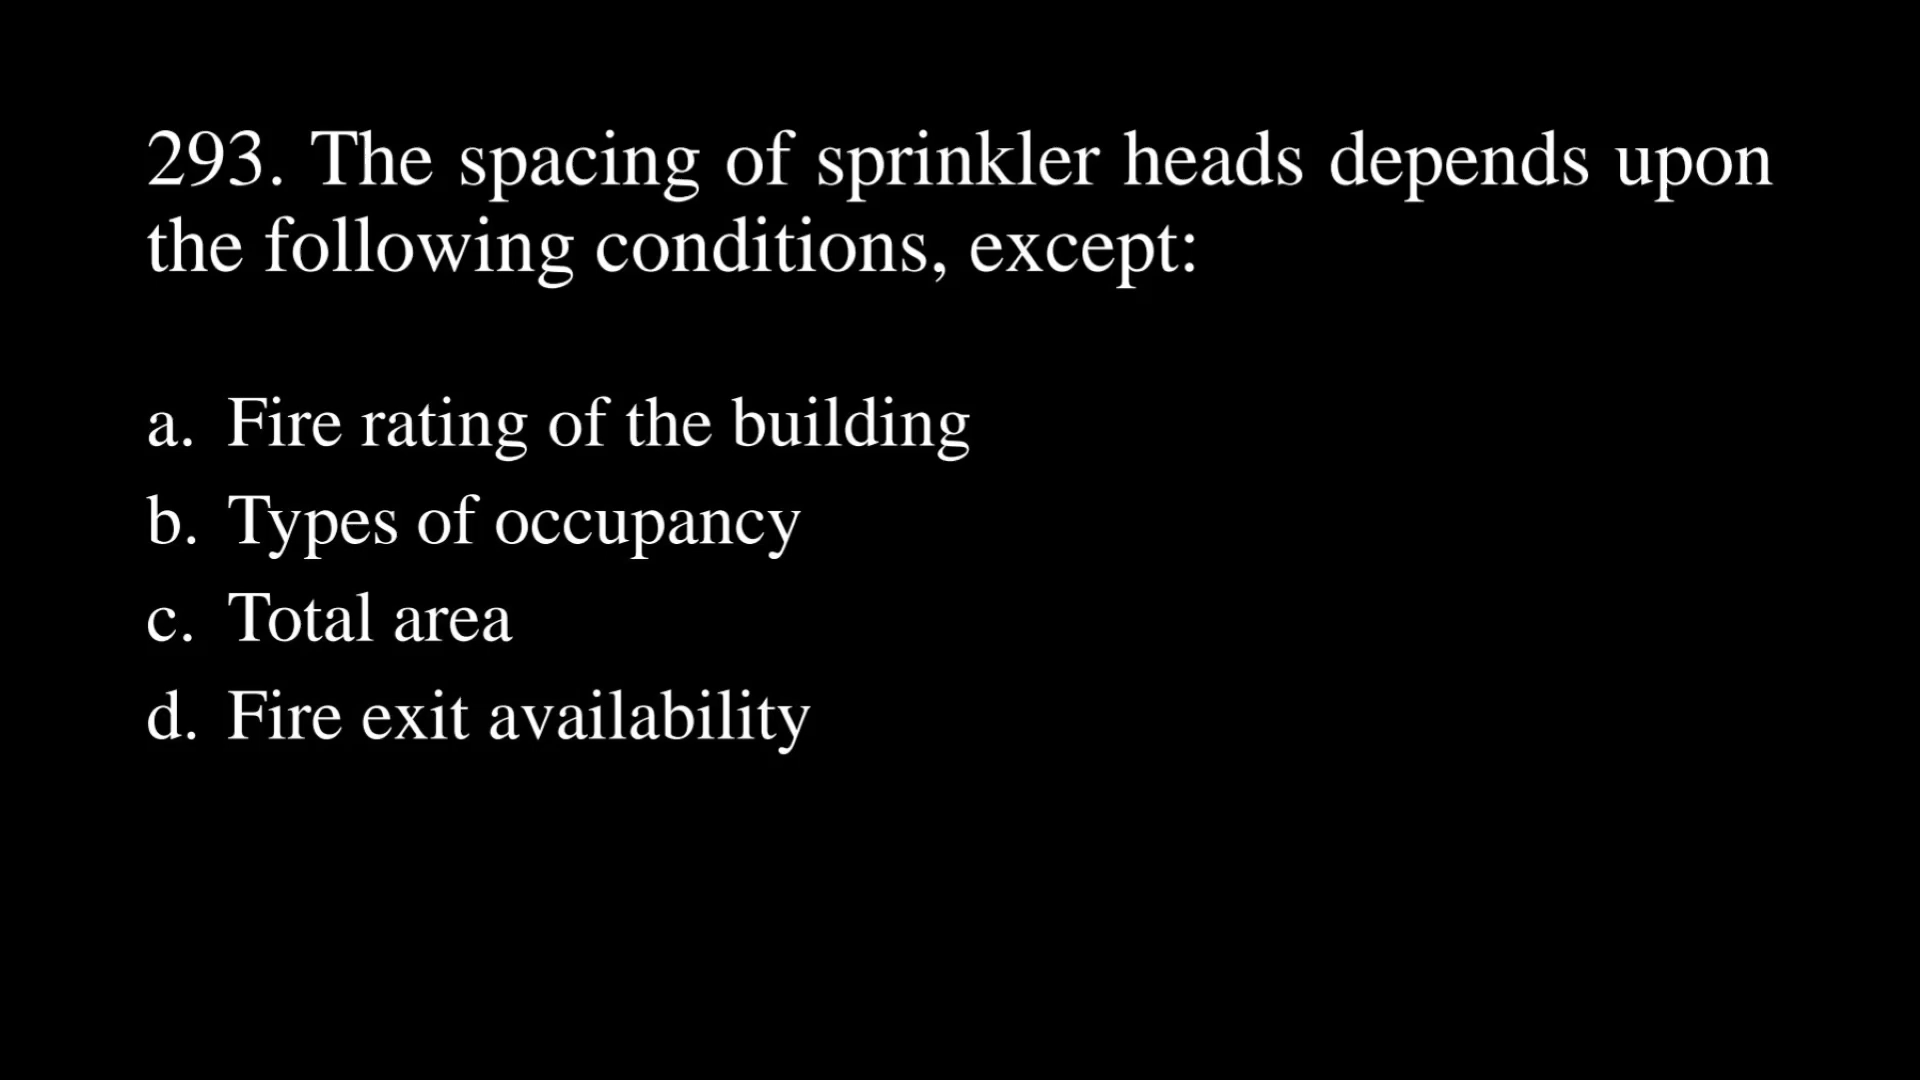 293. The spacing of sprinkler heads depends upon
the following conditions, except:
a. Fire rating of the building
b. Types of occupancy
c. Total area
d. Fire exit availability